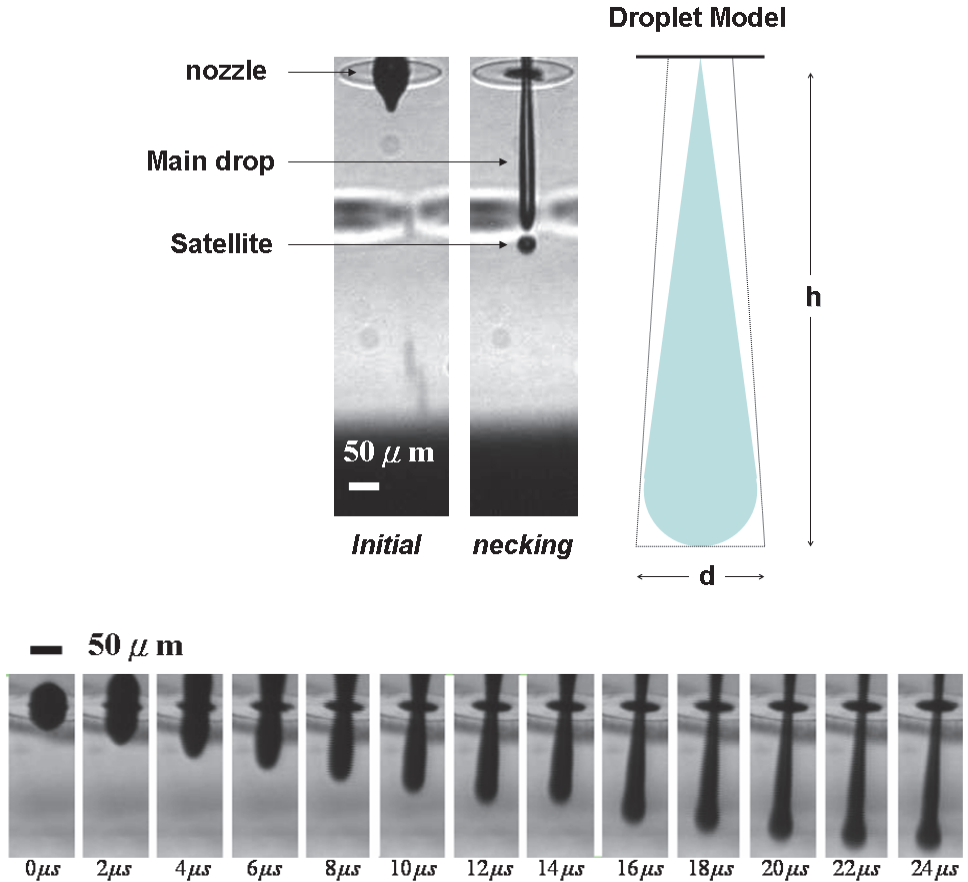 Droplet Model
nozzle
Main drop
Satellite
h
50 μ m
Initial
necking
d
50 μ m
0μs
2μs
4μs
6μs
8μs
10μs
12μs
14μs
16μs
18μs
20μs
22μs
24μs